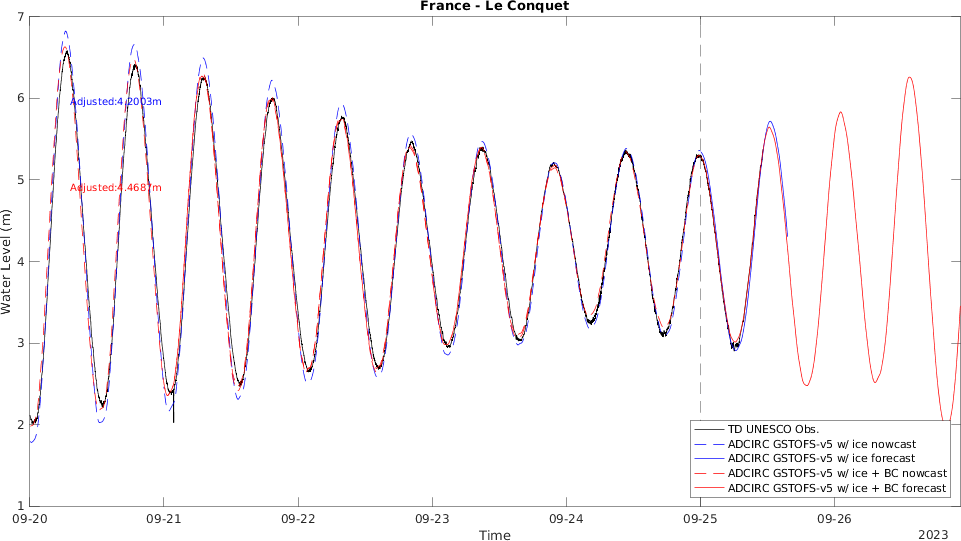 France - Le Conquet
7
6
5
4
3
2
1
Water Level (m)
Adjusted:4.2003m
Adjusted:4.4687m
TD UNESCO Obs.
ADCIRC GSTOFS-v5 w/ ice nowcast
ADCIRC GSTOFS-v5 w/ ice forecast
ADCIRC GSTOFS-v5 w/ ice + BC nowcast
ADCIRC GSTOFS-v5 w/ ice + BC forecast
09-20 09-21 09-22 09-23 09-24 09-25 09-26
Time
2023